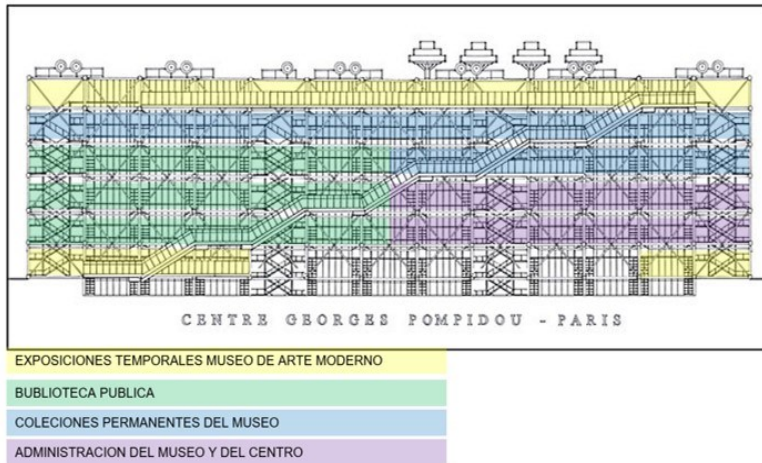 CENTRE GEORGES POMPIDOU - PARIS
EXPOSICIONES TEMPORALES MUSEO DE ARTE MODERNO
BUBLIOTECA PUBLICA
COLECIONES PERMANENTES DEL MUSEO
ADMINISTRACION DEL MUSEO Y DEL CENTRO